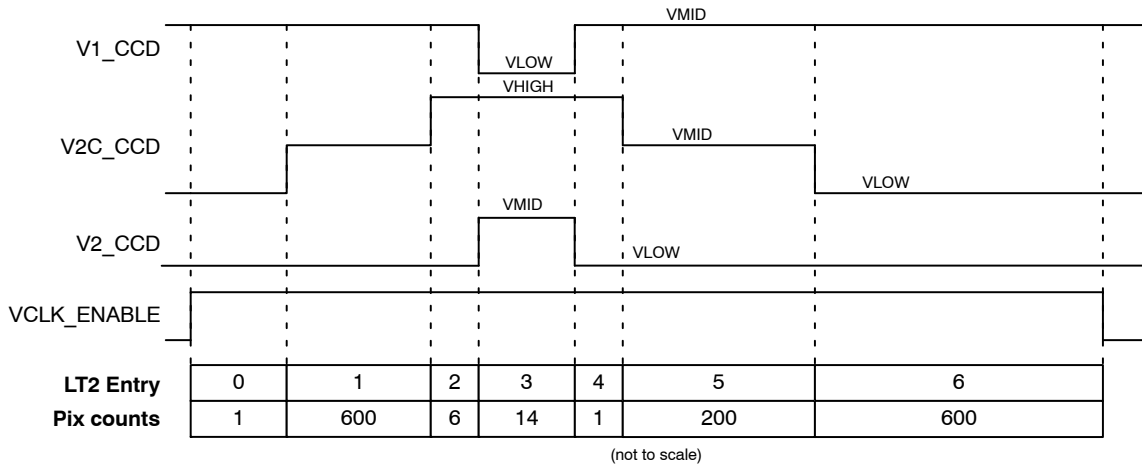 VMID
V1_CCD
VLOW
VHIGH
V2C_CCD
VMID
VLOW
VMID
V2_CCD
VLOW
VCLK_ENABLE
LT2 Entry 0 1 2 3 4 5 6
Pix counts 1 600 6 14 1 200 600
(not to scale)